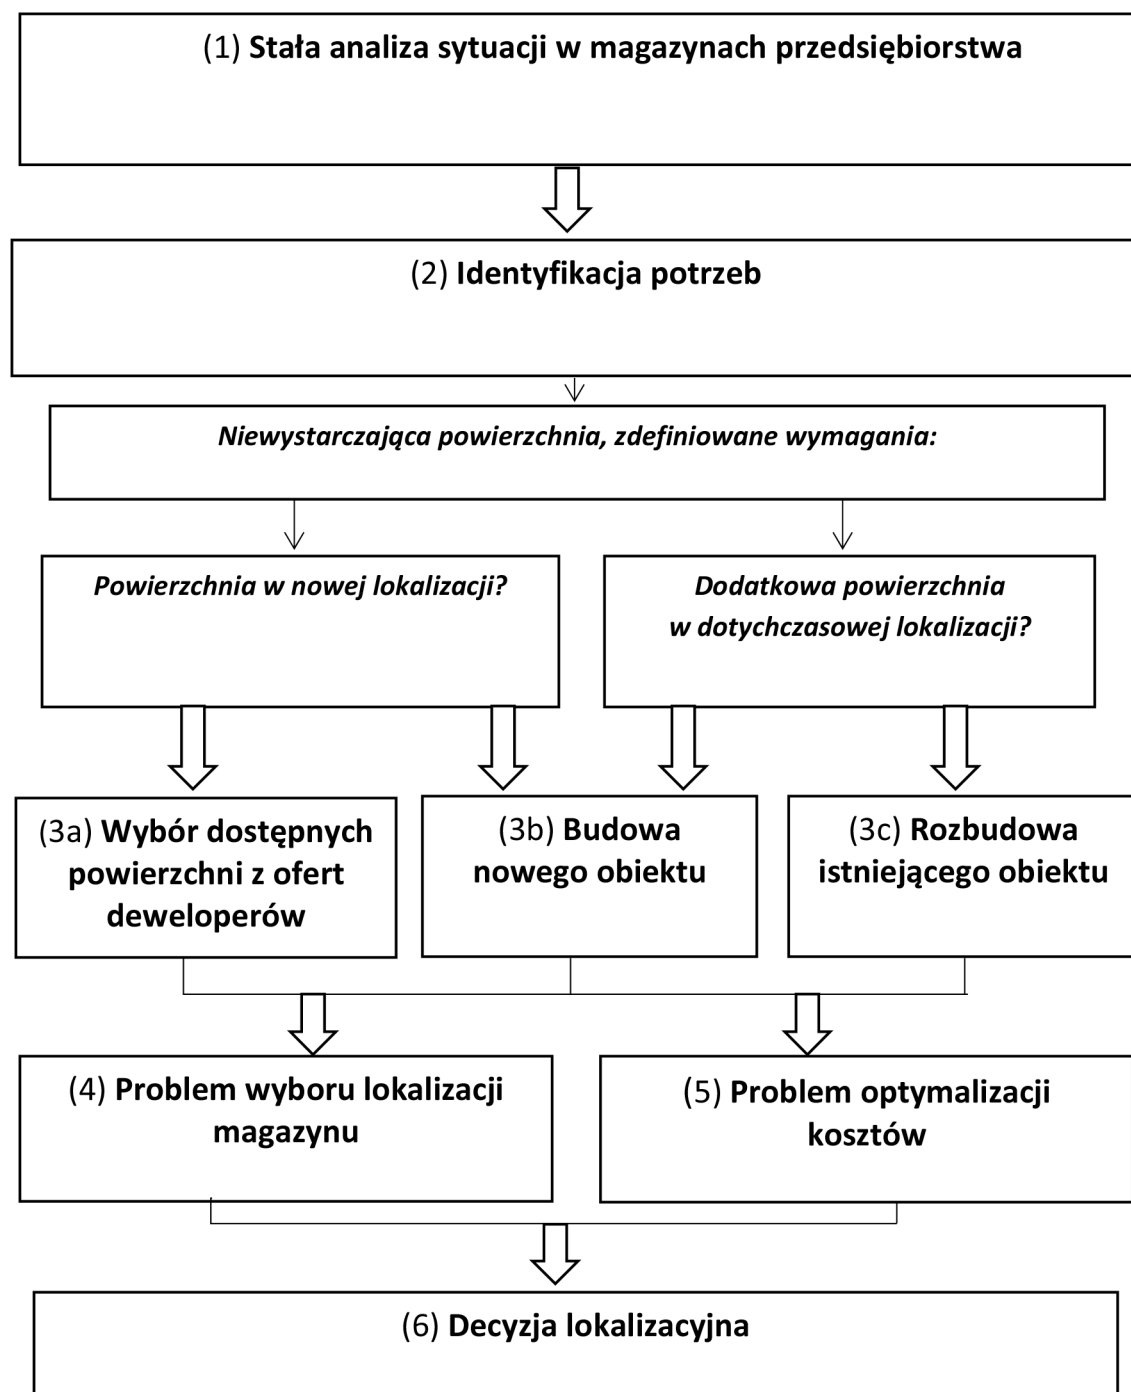 (1) Stała analiza sytuacji w magazynach przedsiębiorstwa
(2) Identyfikacja potrzeb
Niewystarczająca powierzchnia, zdefiniowane wymagania:
Powierzchnia w nowej lokalizacji?
Dodatkowa powierzchnia
w dotychczasowej lokalizacji?
(3a) Wybór dostępnych
powierzchni z ofert
deweloperów
(3b) Budowa
nowego obiektu
(3c) Rozbudowa
istniejącego obiektu
(4) Problem wyboru lokalizacji
magazynu
(5) Problem optymalizacji
kosztów
(6) Decyzja lokalizacyjna